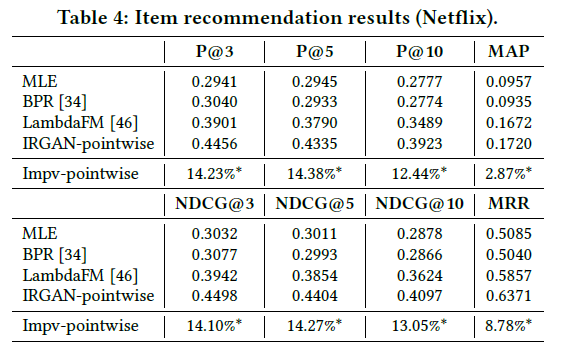 Table 4: Item recommendation results (Netflix).
P@3 P@5 P@10 MAP
MLE 0.2941 0.2945 0.2777 0.0957
BPR [34] 0.3040 0.2933 0.2774 0.0935
LambdaFM [46] 0.3901 0.3790 0.3489 0.1672
IRGAN-pointwise 0.4456 0.4335 0.3923 0.1720
Impv-pointwise 14.23%* 14.38%* 12.44%* 2.87%*
NDCG@3 NDCG@5 NDCG@10 MRR
MLE 0.3032 0.3011 0.2878 0.5085
BPR [34] 0.3077 0.2993 0.2866 0.5040
LambdaFM [46] 0.3942 0.3854 0.3624 0.5857
IRGAN-pointwise 0.4498 0.4404 0.4097 0.6371
Impv-pointwise 14.10%* 14.27%* 13.05%* 8.78%*